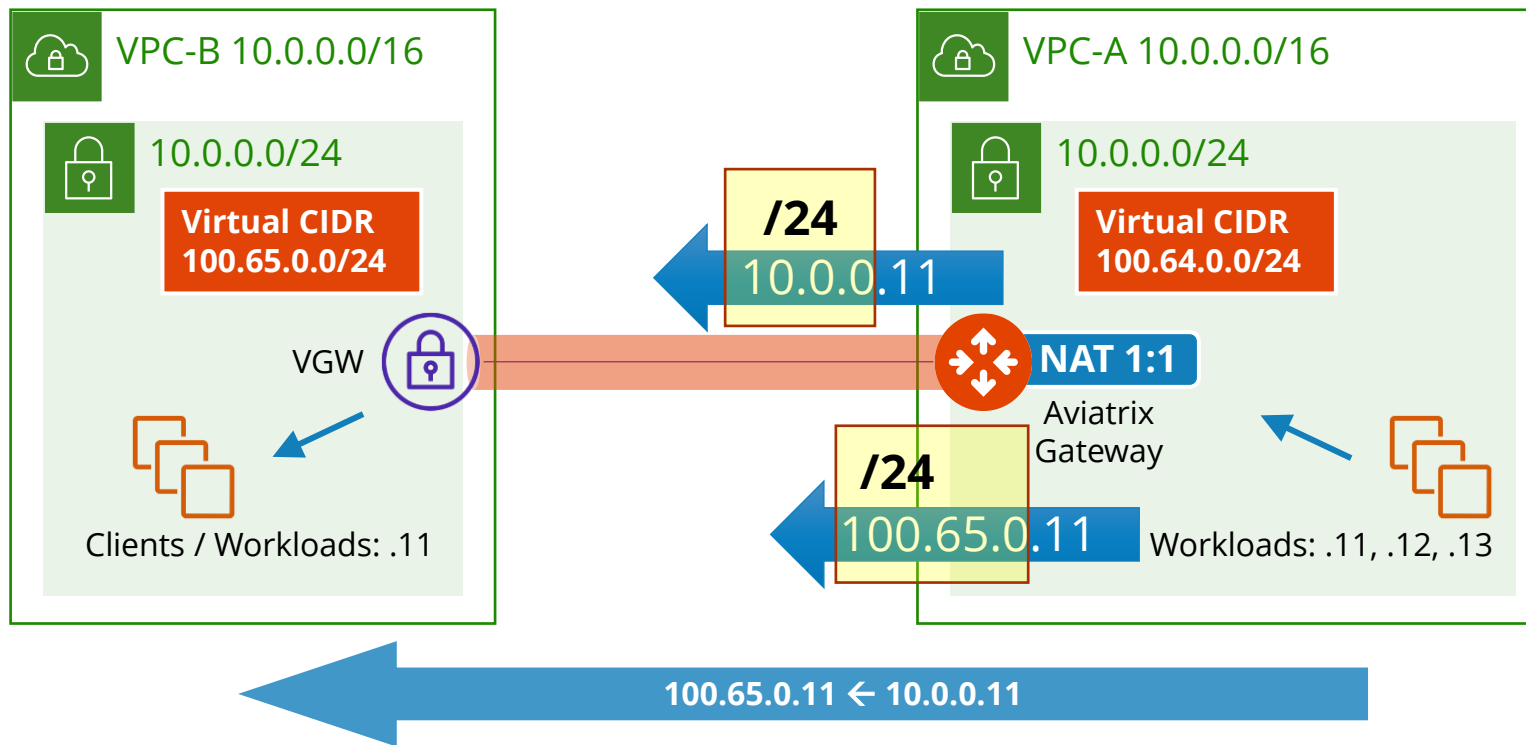 VPC-B 10.0.0.0/16
10.0.0.0/24
Virtual CIDR
100.65.0.0/24
VGW
Clients / Workloads: .11
/24
10.0.0.11
VPC-A 10.0.0.0/16
10.0.0.0/24
Virtual CIDR
100.64.0.0/24
NAT 1:1
Aviatrix
Gateway
/24
100.65.0.11
Workloads: .11, .12, .13
100.65.0.11 ← 10.0.0.11